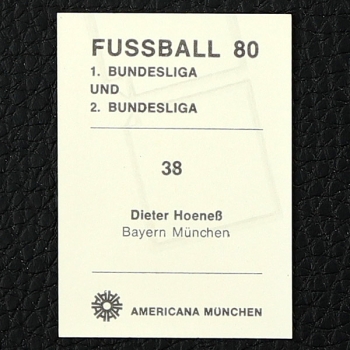 FUSSBALL 80
1. BUNDESLIGA
UND
2. BUNDESLIGA
38
Dieter Hoeneß
Bayern München
AMERICANA MÜNCHEN